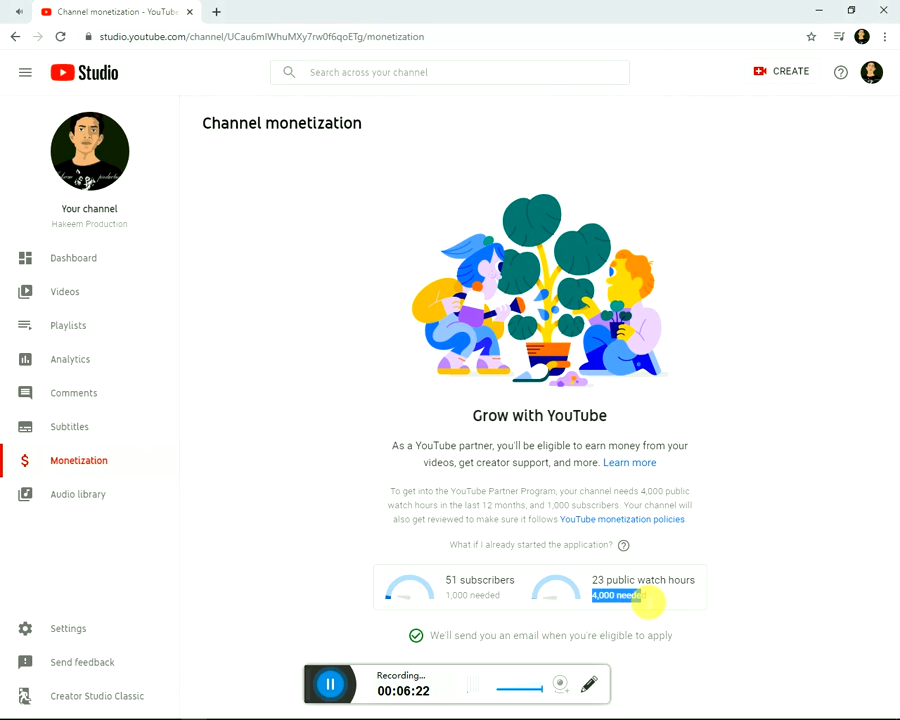 Channel monetization - YouTube
studio.youtube.com/channel/UCau6mIWhuMXy7rw0f6qoETg/monetization
Studio
Search across your channel
CREATE
Channel monetization
Your channel
Hakeem Production
Dashboard
Videos
Playlists
Analytics
Comments
Subtitles
Monetization
Audio library
Settings
Send feedback
Creator Studio Classic
Grow with YouTube
As a YouTube partner, you'll be eligible to earn money from your
videos, get creator support, and more. Learn more
To get into the YouTube Partner Program, your channel needs 4,000 public
watch hours in the last 12 months, and 1,000 subscribers. Your channel will
also get reviewed to make sure it follows YouTube monetization policies
What if I already started the application?
51 subscribers
1,000 needed
23 public watch hours
4,000 needed
We'll send you an email when you're eligible to apply
Recording...
00:06:22